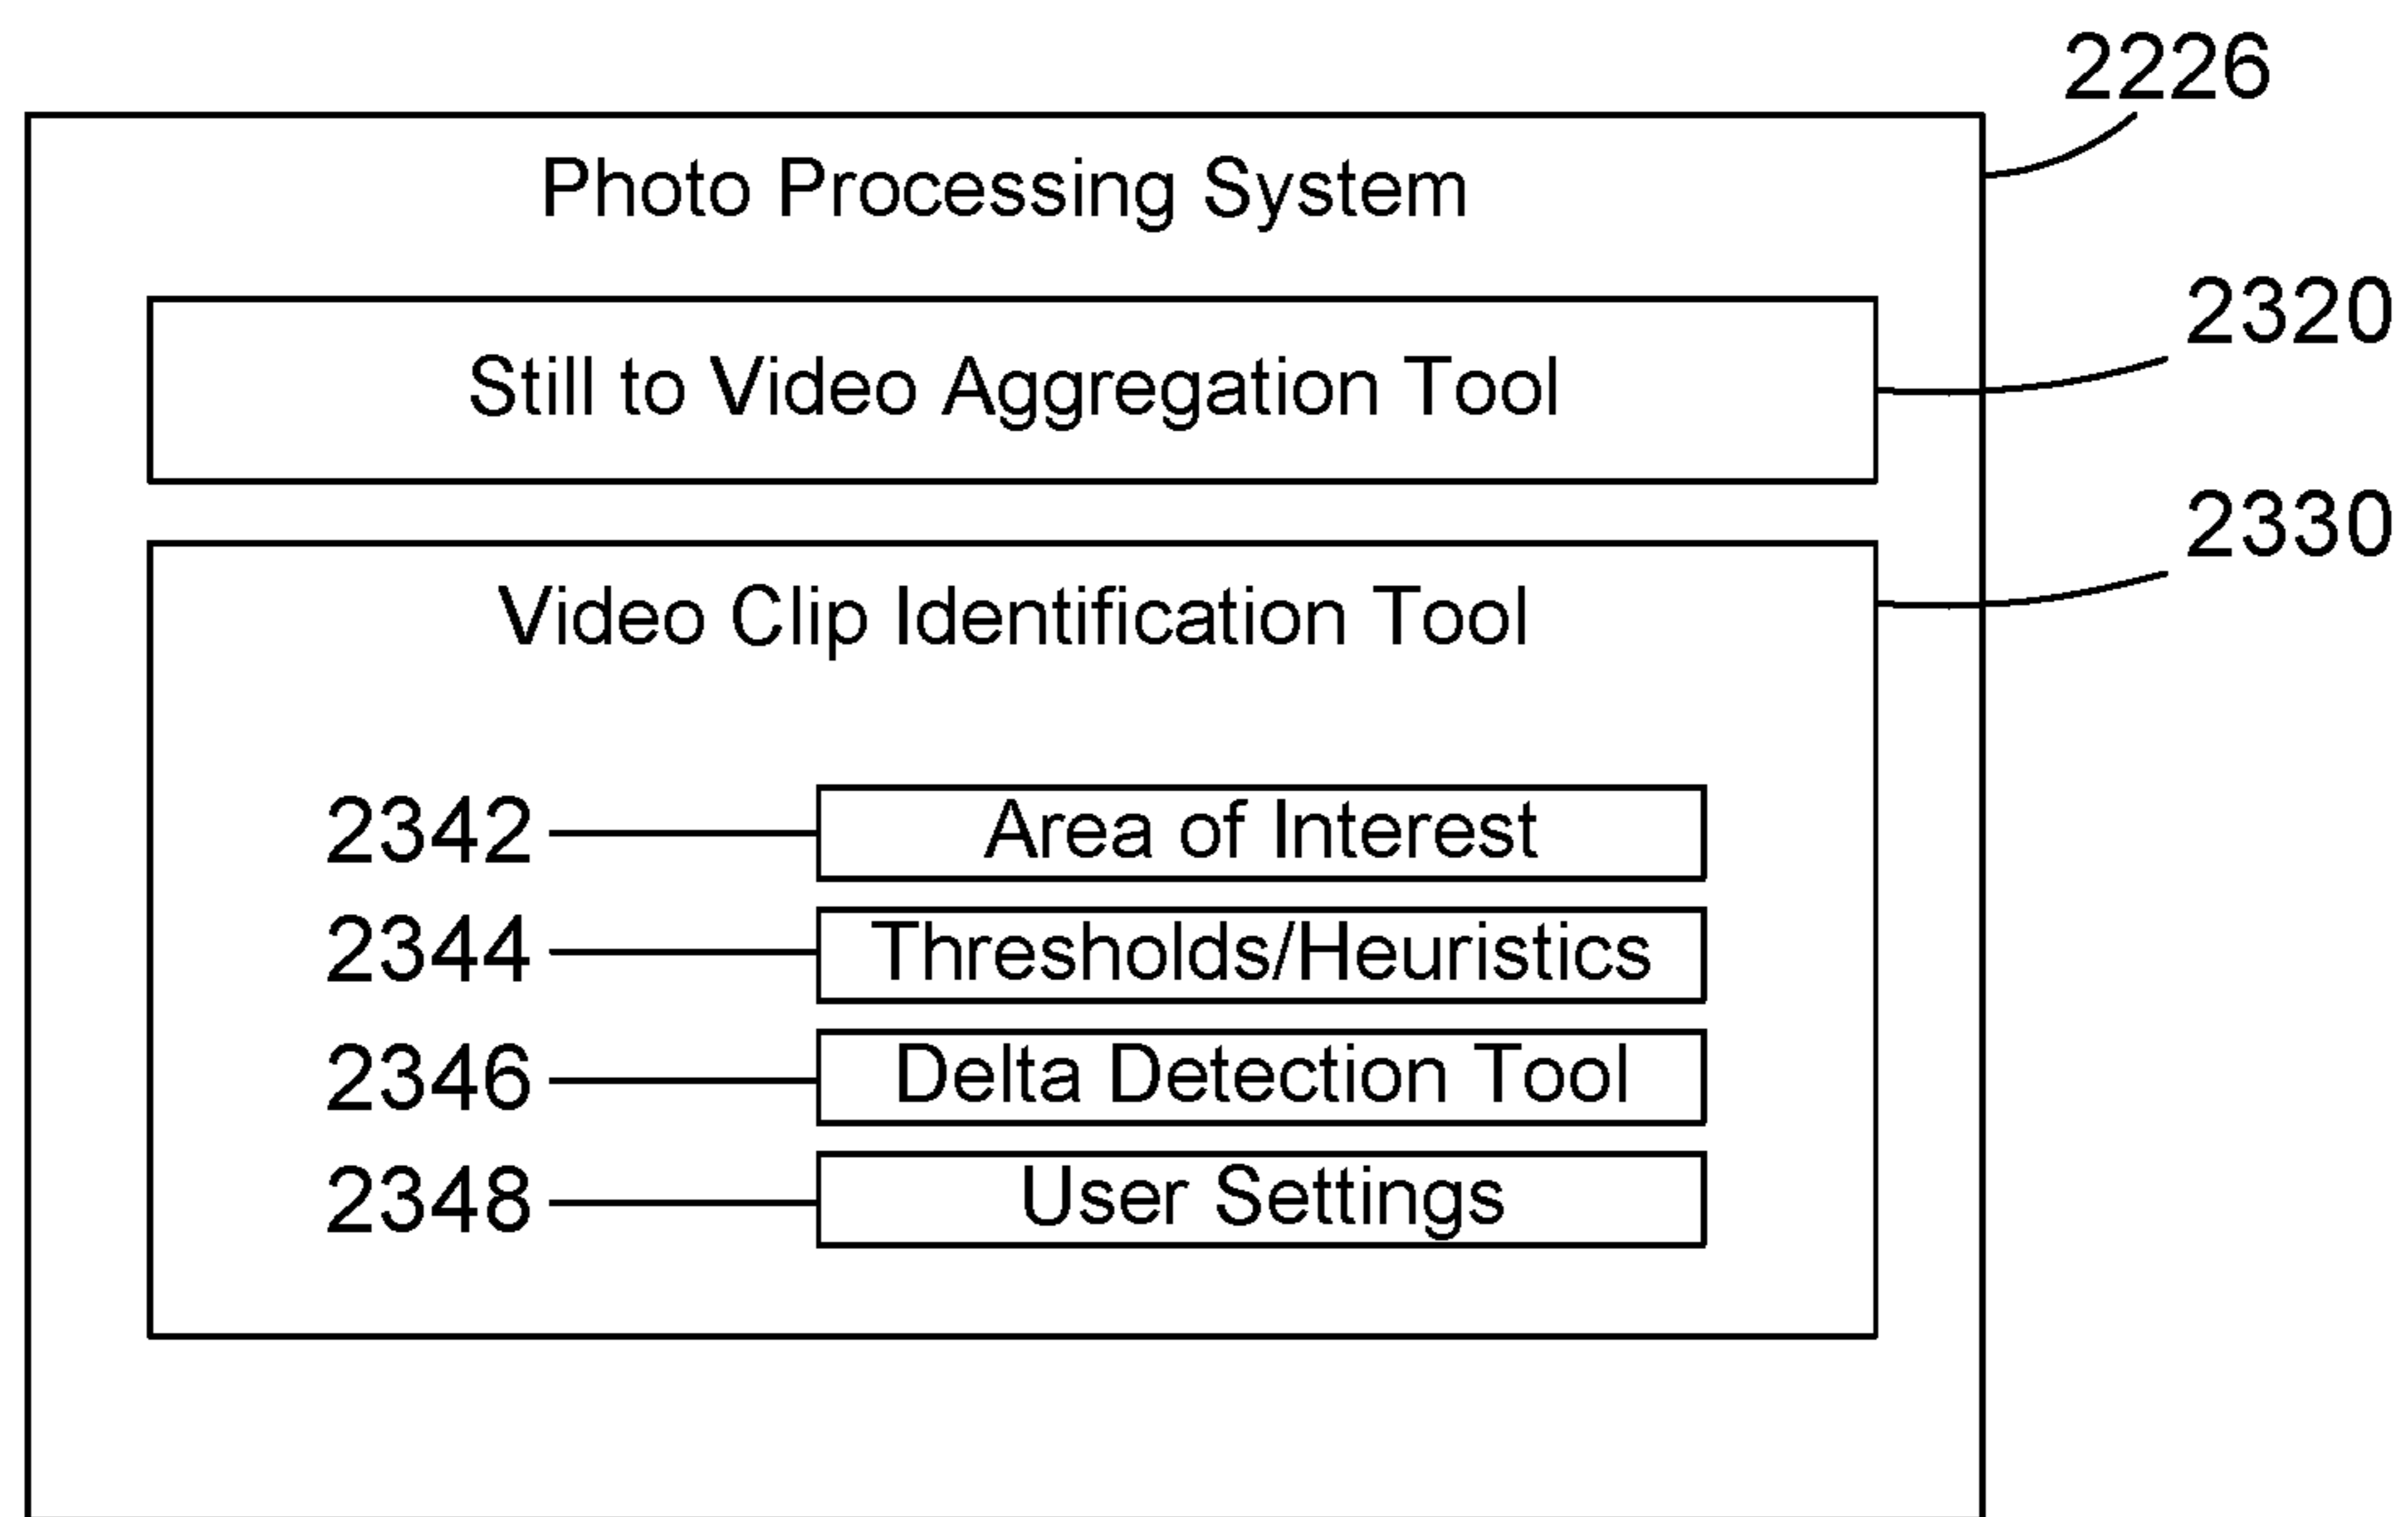 2226
Photo Processing System
2320
Still to Video Aggregation Tool
2330
Video Clip Identification Tool
2342 Area of Interest
2344 Thresholds/Heuristics
2346 Delta Detection Tool
2348 User Settings